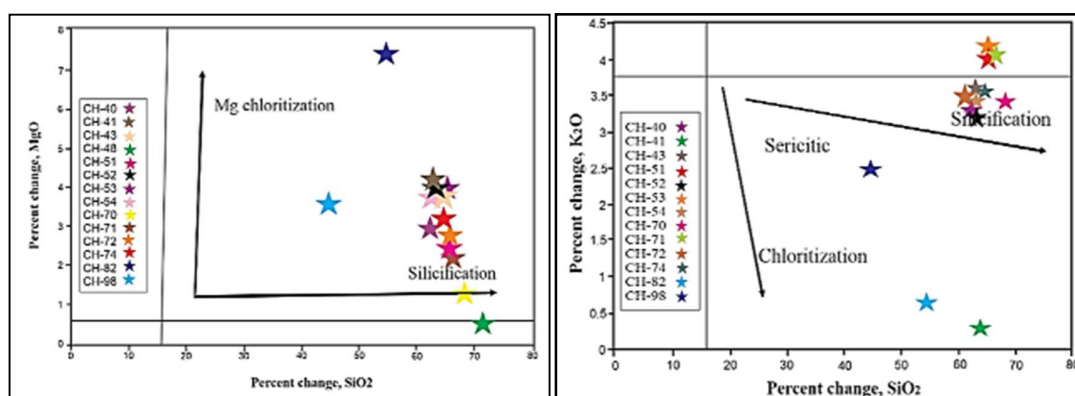 Percent change, MgO
8
7
6
5
4
3
2
1
0
Mg chloritization
CH-40
CH-41
CH-43
CH-48
CH-51
CH-52
CH-53
CH-54
CH-70
CH-71
CH-72
CH-74
CH-82
CH-98
Silicification
0 10 20 30 40 50 60 70 80
Percent change, SiO2
Percent change, K2O
4.5
4
3.5
3
2.5
2
1.5
1
0.5
0
CH-40
CH-41
CH-43
CH-51
CH-52
CH-53
CH-54
CH-70
CH-71
CH-72
CH-74
CH-82
CH-98
Silicification
Sericitic
Chloritization
0 10 20 30 40 50 60 70 80
Percent change, SiO2